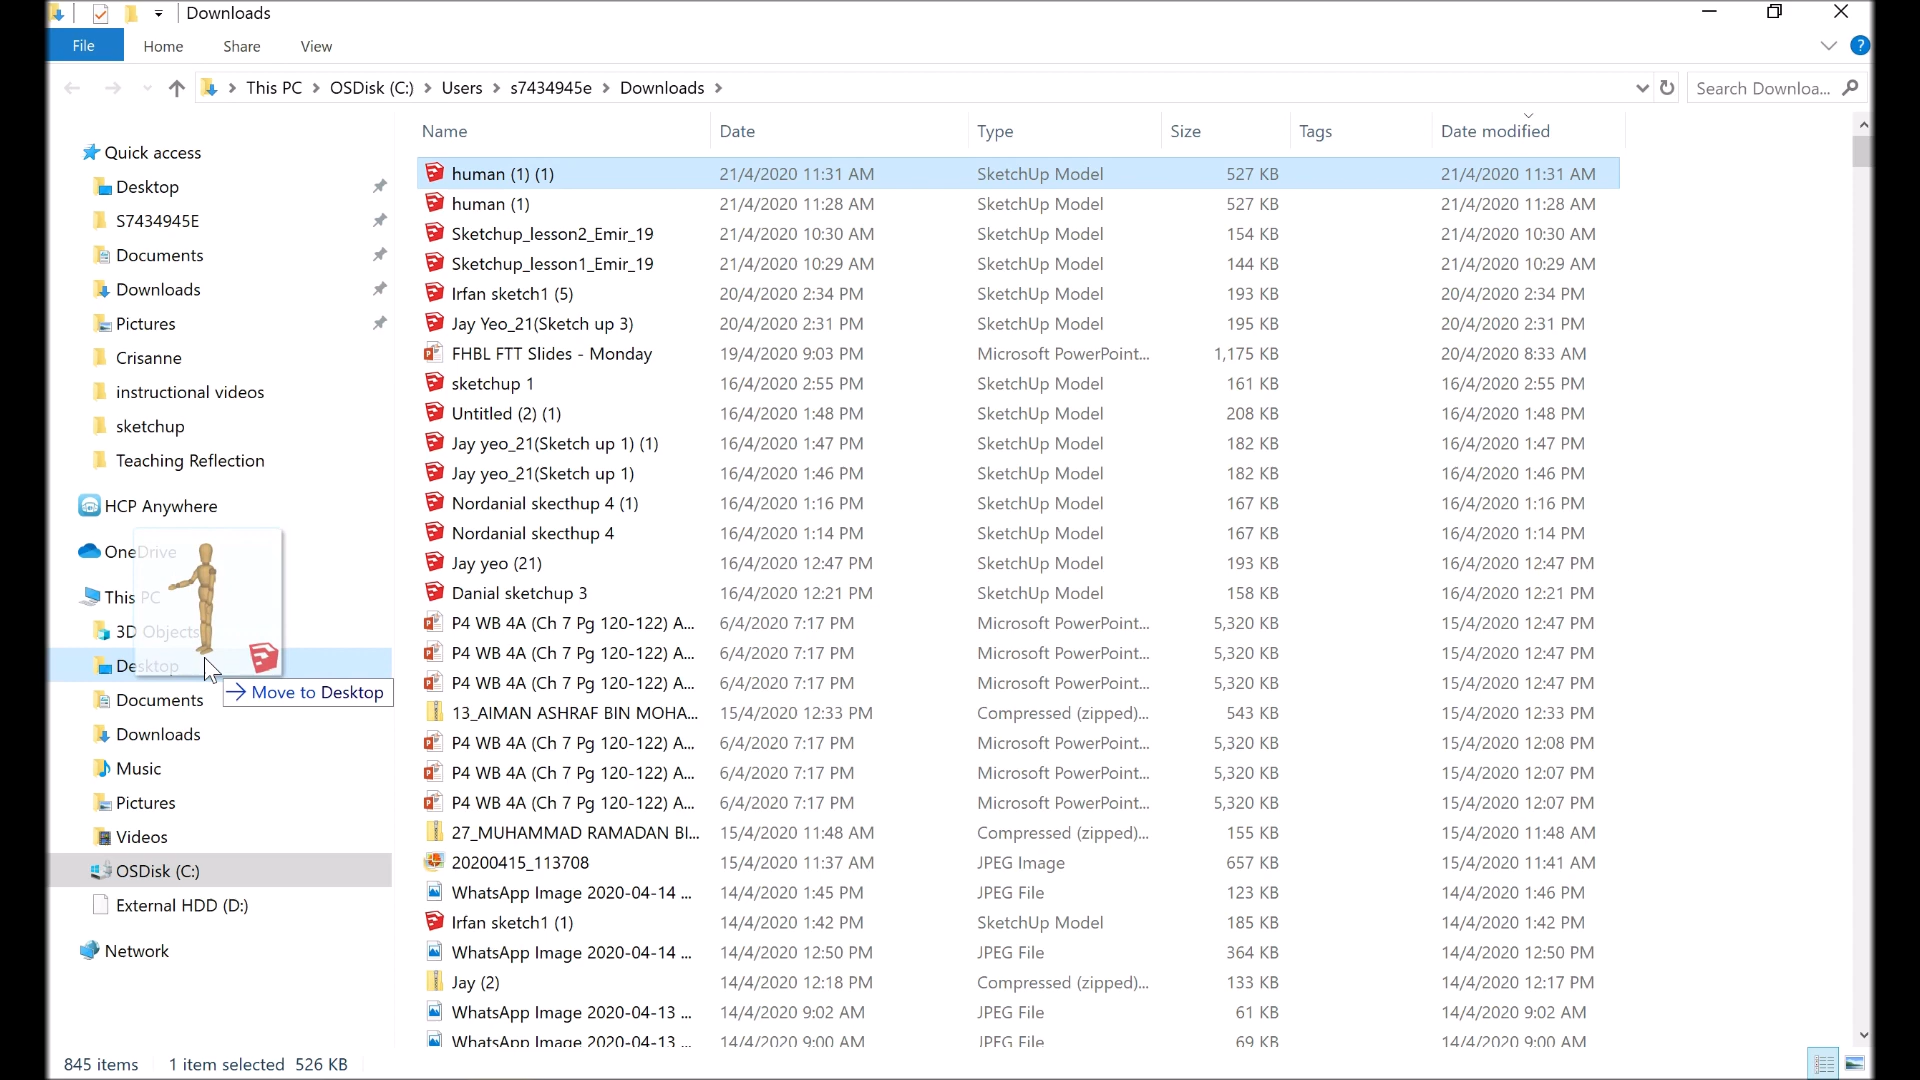 Downloads
File Home Share View
This PC OSDisk (C:) Users s7434945e Downloads Search Downloa...
Name Date Type Size Tags Date modified
Quick access
Desktop
S7434945E
Documents
Downloads
Pictures
Crisanne
instructional videos
sketchup
Teaching Reflection
HCP Anywhere
OneDrive
This PC
3D Objects
Desktop
Move to Desktop
Documents
Downloads
Music
Pictures
Videos
OSDisk (C:)
External HDD (D:)
Network
human (1) (1) 21/4/2020 11:31 AM SketchUp Model 527 KB 21/4/2020 11:31 AM
human (1) 21/4/2020 11:28 AM SketchUp Model 527 KB 21/4/2020 11:28 AM
Sketchup_lesson2_Emir_19 21/4/2020 10:30 AM SketchUp Model 154 KB 21/4/2020 10:30 AM
Sketchup_lesson1_Emir_19 21/4/2020 10:29 AM SketchUp Model 144 KB 21/4/2020 10:29 AM
Irfan sketch1 (5) 20/4/2020 2:34 PM SketchUp Model 193 KB 20/4/2020 2:34 PM
Jay Yeo_21(Sketch up 3) 20/4/2020 2:31 PM SketchUp Model 195 KB 20/4/2020 2:31 PM
FHBL FTT Slides - Monday 19/4/2020 9:03 PM Microsoft PowerPoint... 1,175 KB 20/4/2020 8:33 AM
sketchup 1 16/4/2020 2:55 PM SketchUp Model 161 KB 16/4/2020 2:55 PM
Untitled (2) (1) 16/4/2020 1:48 PM SketchUp Model 208 KB 16/4/2020 1:48 PM
Jay yeo_21(Sketch up 1) (1) 16/4/2020 1:47 PM SketchUp Model 182 KB 16/4/2020 1:47 PM
Jay yeo_21(Sketch up 1) 16/4/2020 1:46 PM SketchUp Model 182 KB 16/4/2020 1:46 PM
Nordanial skecthup 4 (1) 16/4/2020 1:16 PM SketchUp Model 167 KB 16/4/2020 1:16 PM
Nordanial skecthup 4 16/4/2020 1:14 PM SketchUp Model 167 KB 16/4/2020 1:14 PM
Jay yeo (21) 16/4/2020 12:47 PM SketchUp Model 193 KB 16/4/2020 12:47 PM
Danial sketchup 3 16/4/2020 12:21 PM SketchUp Model 158 KB 16/4/2020 12:21 PM
P4 WB 4A (Ch 7 Pg 120-122) A... 6/4/2020 7:17 PM Microsoft PowerPoint... 5,320 KB 15/4/2020 12:47 PM
P4 WB 4A (Ch 7 Pg 120-122) A... 6/4/2020 7:17 PM Microsoft PowerPoint... 5,320 KB 15/4/2020 12:47 PM
P4 WB 4A (Ch 7 Pg 120-122) A... 6/4/2020 7:17 PM Microsoft PowerPoint... 5,320 KB 15/4/2020 12:47 PM
13_AIMAN ASHRAF BIN MOHA... 15/4/2020 12:33 PM Compressed (zipped)... 543 KB 15/4/2020 12:33 PM
P4 WB 4A (Ch 7 Pg 120-122) A... 6/4/2020 7:17 PM Microsoft PowerPoint... 5,320 KB 15/4/2020 12:08 PM
P4 WB 4A (Ch 7 Pg 120-122) A... 6/4/2020 7:17 PM Microsoft PowerPoint... 5,320 KB 15/4/2020 12:07 PM
P4 WB 4A (Ch 7 Pg 120-122) A... 6/4/2020 7:17 PM Microsoft PowerPoint... 5,320 KB 15/4/2020 12:07 PM
27_MUHAMMAD RAMADAN BI... 15/4/2020 11:48 AM Compressed (zipped)... 155 KB 15/4/2020 11:48 AM
20200415_113708 15/4/2020 11:37 AM JPEG Image 657 KB 15/4/2020 11:41 AM
WhatsApp Image 2020-04-14 ... 14/4/2020 1:45 PM JPEG File 123 KB 14/4/2020 1:46 PM
Irfan sketch1 (1) 14/4/2020 1:42 PM SketchUp Model 185 KB 14/4/2020 1:42 PM
WhatsApp Image 2020-04-14 ... 14/4/2020 12:50 PM JPEG File 364 KB 14/4/2020 12:50 PM
Jay (2) 14/4/2020 12:18 PM Compressed (zipped)... 133 KB 14/4/2020 12:17 PM
WhatsApp Image 2020-04-13 ... 14/4/2020 9:02 AM JPEG File 61 KB 14/4/2020 9:02 AM
WhatsApp Image 2020-04-13 ... 14/4/2020 9:00 AM JPEG File 69 KB 14/4/2020 9:00 AM
845 items 1 item selected 526 KB